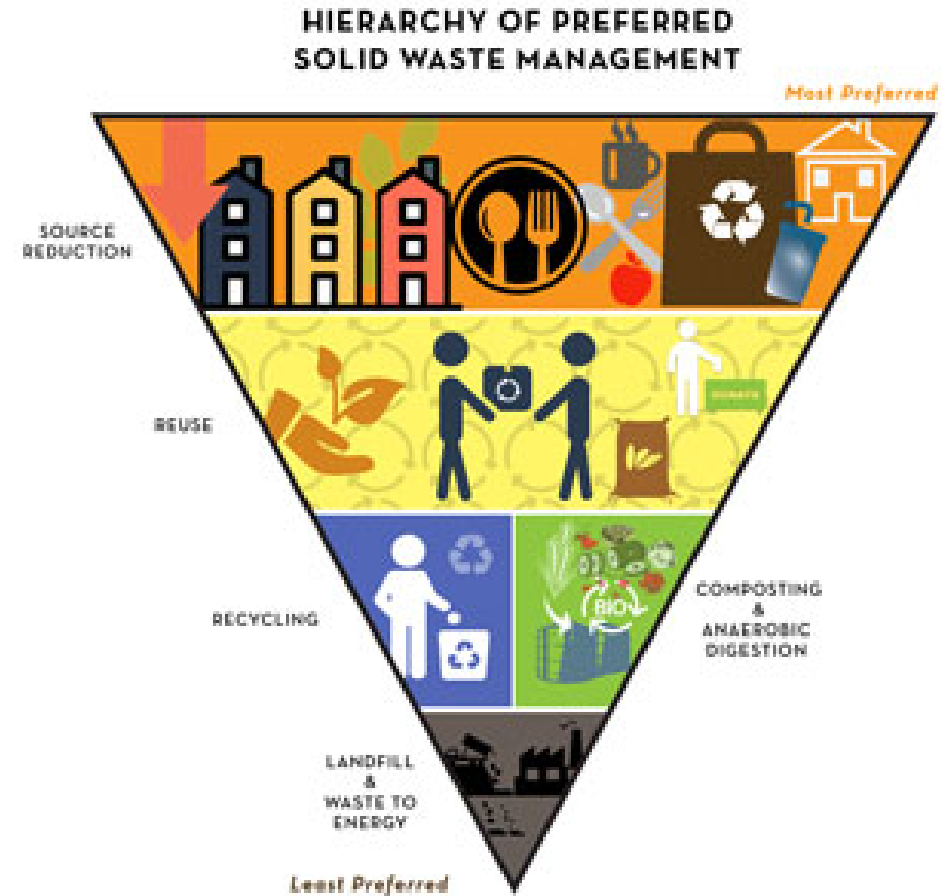 HIERARCHY OF PREFERRED
SOLID WASTE MANAGEMENT
Most Preferred
SOURCE
REDUCTION
REUSE
DONATE
RECYCLING
BIO
COMPOSTING
&
ANAEROBIC
DIGESTION
LANDFILL
&
WASTE TO
ENERGY
Least Preferred